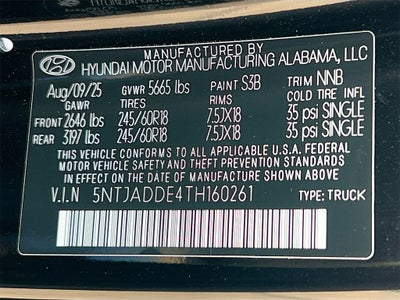 MANUFACTURED BY
HYUNDAI MOTOR MANUFACTURING ALABAMA, LLC
Aug/09/25 GVWR 5665 lbs PAINT S3B TRIM NNB
GAWR TIRES RIMS COLD TIRE INFL
FRONT 2646 lbs 245/60R18 7.5JX18 35 psi SINGLE
REAR 3197 lbs 245/60R18 7.5JX18 35 psi SINGLE
THIS VEHICLE CONFORMS TO ALL APPLICABLE U.S.A. FEDERAL
MOTOR VEHICLE SAFETY AND THEFT PREVENTION STANDARDS
IN EFFECT ON THE DATE OF MANUFACTURE SHOWN ABOVE.
V.I.N 5NTJADDE4TH160261 TYPE: TRUCK